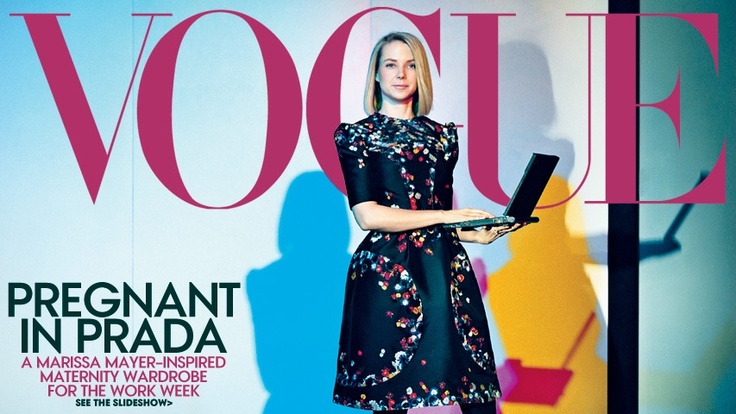 VOGUE
PREGNANT
IN PRADA
A MARISSA MAYER–INSPIRED
MATERNITY WARDROBE
FOR THE WORK WEEK
SEE THE SLIDESHOW>